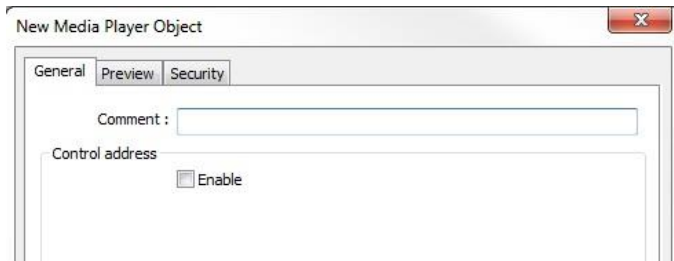 New Media Player Object
General Preview Security
Comment :
Control address
Enable